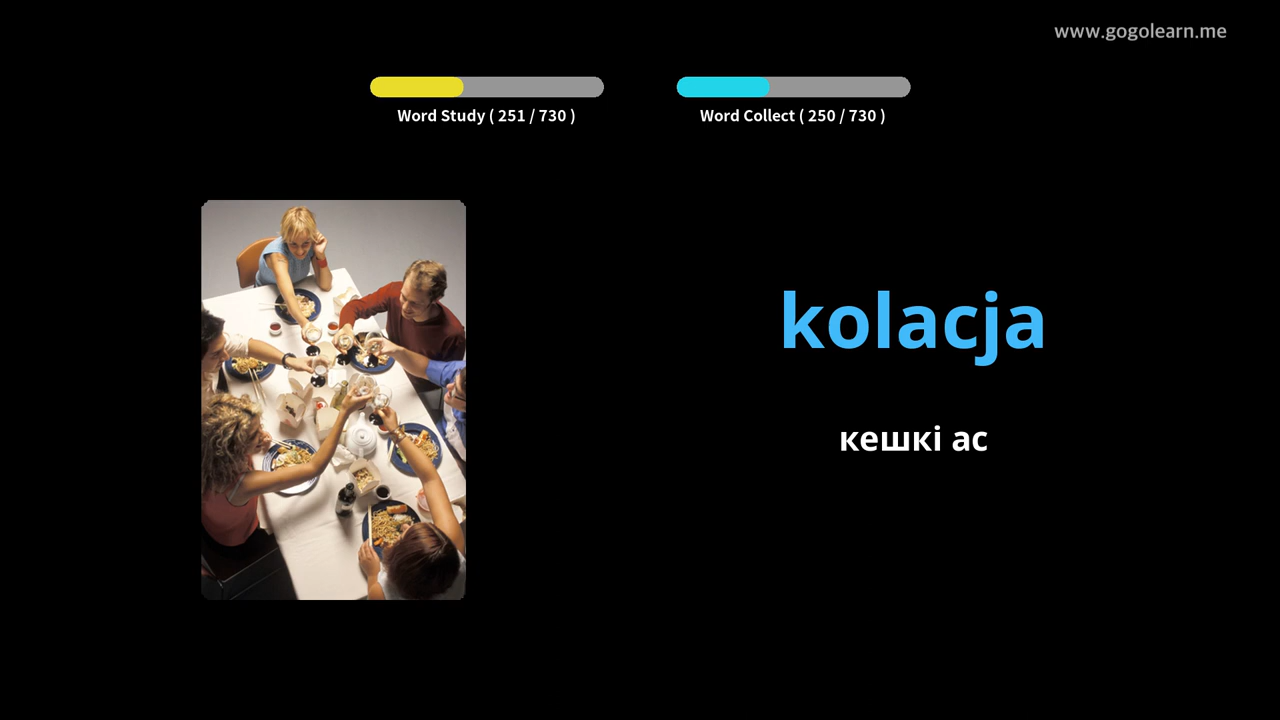 www.gogolearn.me
Word Study ( 251 / 730 )
Word Collect ( 250 / 730 )
kolacja
кешкі ас